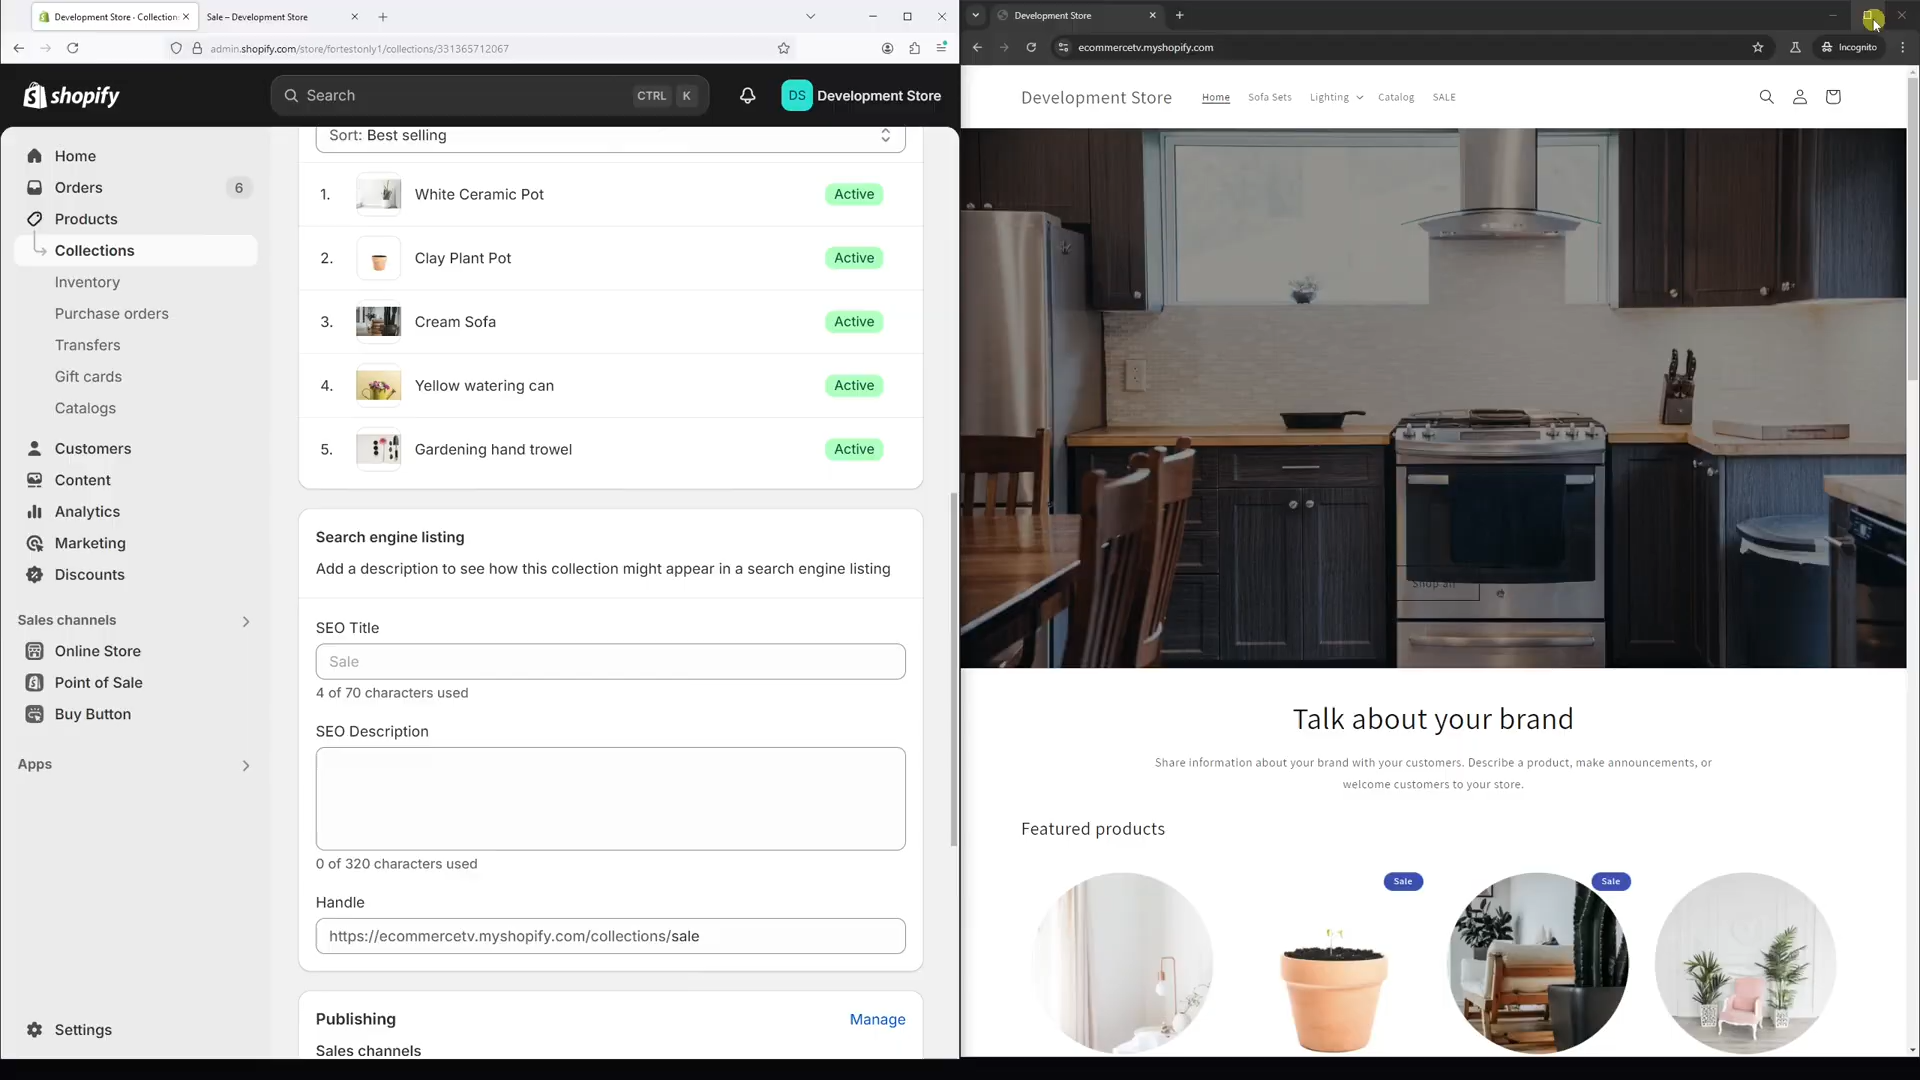 Development Store · Collection
Sale – Development Store
admin.shopify.com/store/fortestonly1/collections/331365712067
shopify
Search
CTRL K
DS
Development Store
Home
Orders
6
Products
Collections
Inventory
Purchase orders
Transfers
Gift cards
Catalogs
Customers
Content
Analytics
Marketing
Discounts
Sales channels
Online Store
Point of Sale
Buy Button
Apps
Settings
Sort: Best selling
1. White Ceramic Pot Active
2. Clay Plant Pot Active
3. Cream Sofa Active
4. Yellow watering can Active
5. Gardening hand trowel Active
Search engine listing
Add a description to see how this collection might appear in a search engine listing
SEO Title
Sale
4 of 70 characters used
SEO Description
0 of 320 characters used
Handle
https://ecommercetv.myshopify.com/collections/sale
Publishing
Manage
Sales channels
Development Store
ecommercetv.myshopify.com
Incognito
Development Store
Home Sofa Sets Lighting Catalog SALE
Shop all
Talk about your brand
Share information about your brand with your customers. Describe a product, make announcements, or
welcome customers to your store.
Featured products
Sale
Sale